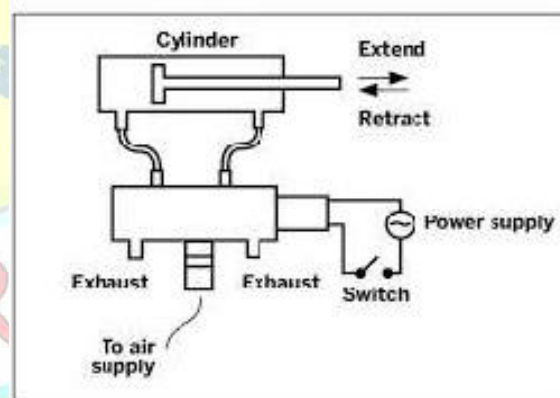 Cylinder
Extend
Retract
Power supply
Exhaust
Exhaust
Switch
To air
supply